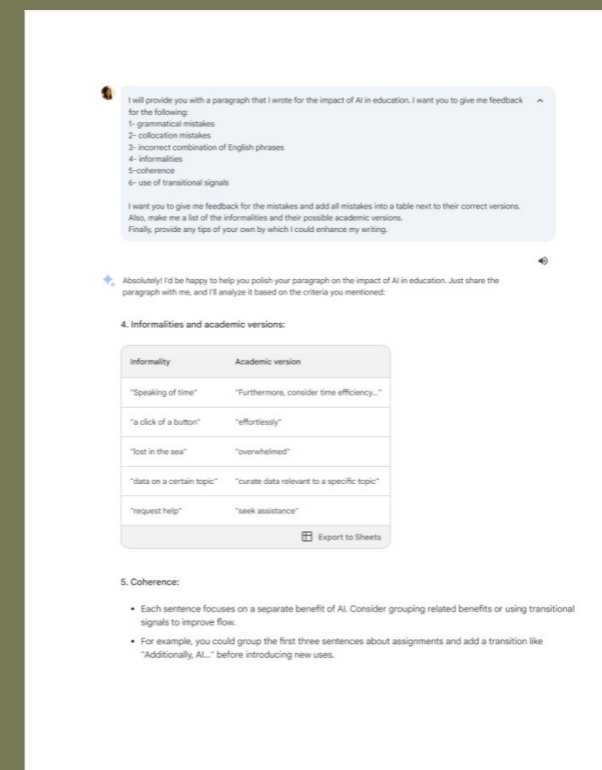 I will provide you with a paragraph that I wrote for the impact of AI in education. I want you to give me feedback
for the following:
1- grammatical mistakes
2- collocation mistakes
3- incorrect combination of English phrases
4- informalities
5-coherence
6- use of transitional signals
I want you to give me feedback for the mistakes and add all mistakes into a table next to their correct versions.
Also, make me a list of the informalities and their possible academic versions.
Finally, provide any tips of your own by which I could enhance my writing.
Absolutely! I'd be happy to help you polish your paragraph on the impact of AI in education. Just share the
paragraph with me, and I'll analyze it based on the criteria you mentioned:
4. Informalities and academic versions:
Informality Academic version
"Speaking of time" "Furthermore, consider time efficiency..."
"a click of a button" "effortlessly"
"lost in the sea" "overwhelmed"
"data on a certain topic" "curate data relevant to a specific topic"
"request help" "seek assistance"
Export to Sheets
5. Coherence:
• Each sentence focuses on a separate benefit of AI. Consider grouping related benefits or using transitional
signals to improve flow.
• For example, you could group the first three sentences about assignments and add a transition like
"Additionally, AI..." before introducing new uses.